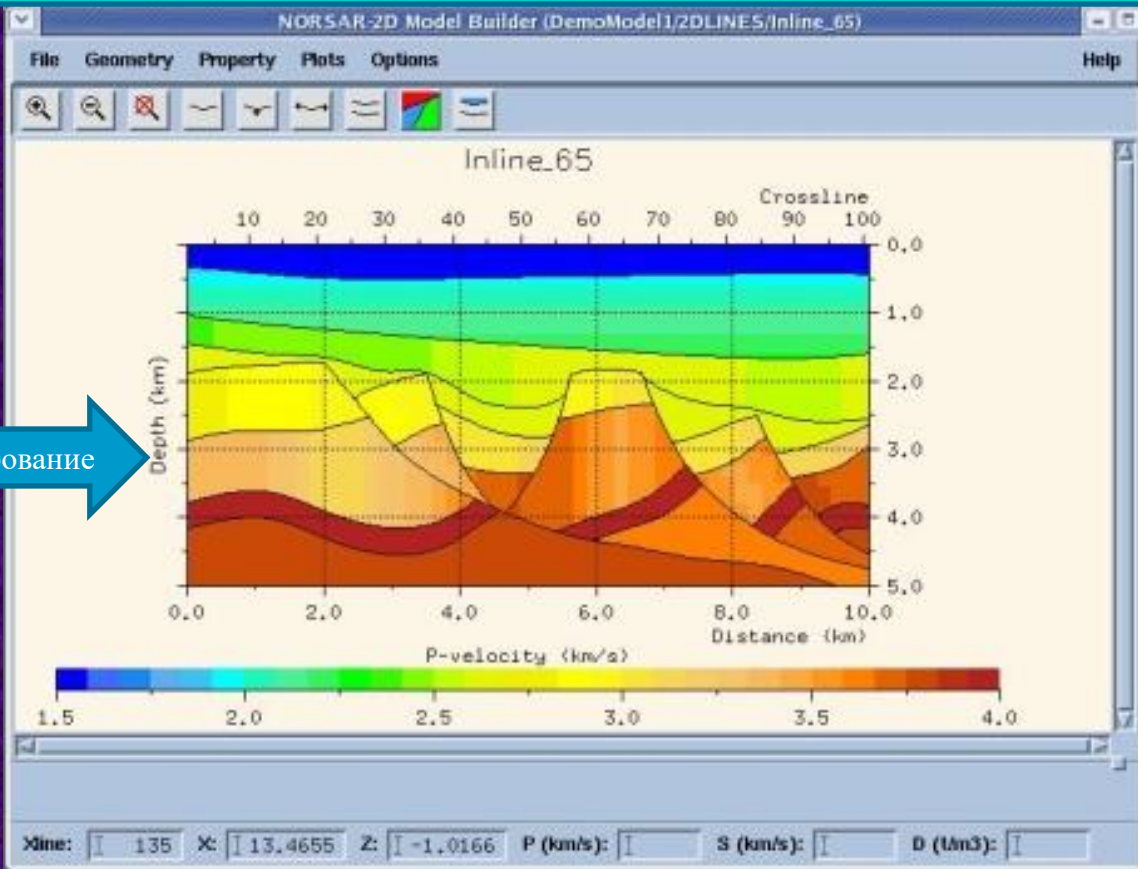 NORSAR-2D Model Builder (DemoModel1/2DLINES/Inline_65)
File Geometry Property Plots Options Help
Inline_65
Crossline
10 20 30 40 50 60 70 80 90 100
0.0
1.0
2.0
3.0
4.0
5.0
Depth (km)
0.0 2.0 4.0 6.0 8.0 10.0
Distance (km)
P-velocity (km/s)
1.5 2.0 2.5 3.0 3.5 4.0
Xline: 135 X: 13.4655 Z: -1.0166 P (km/s): S (km/s): D (t/m3):